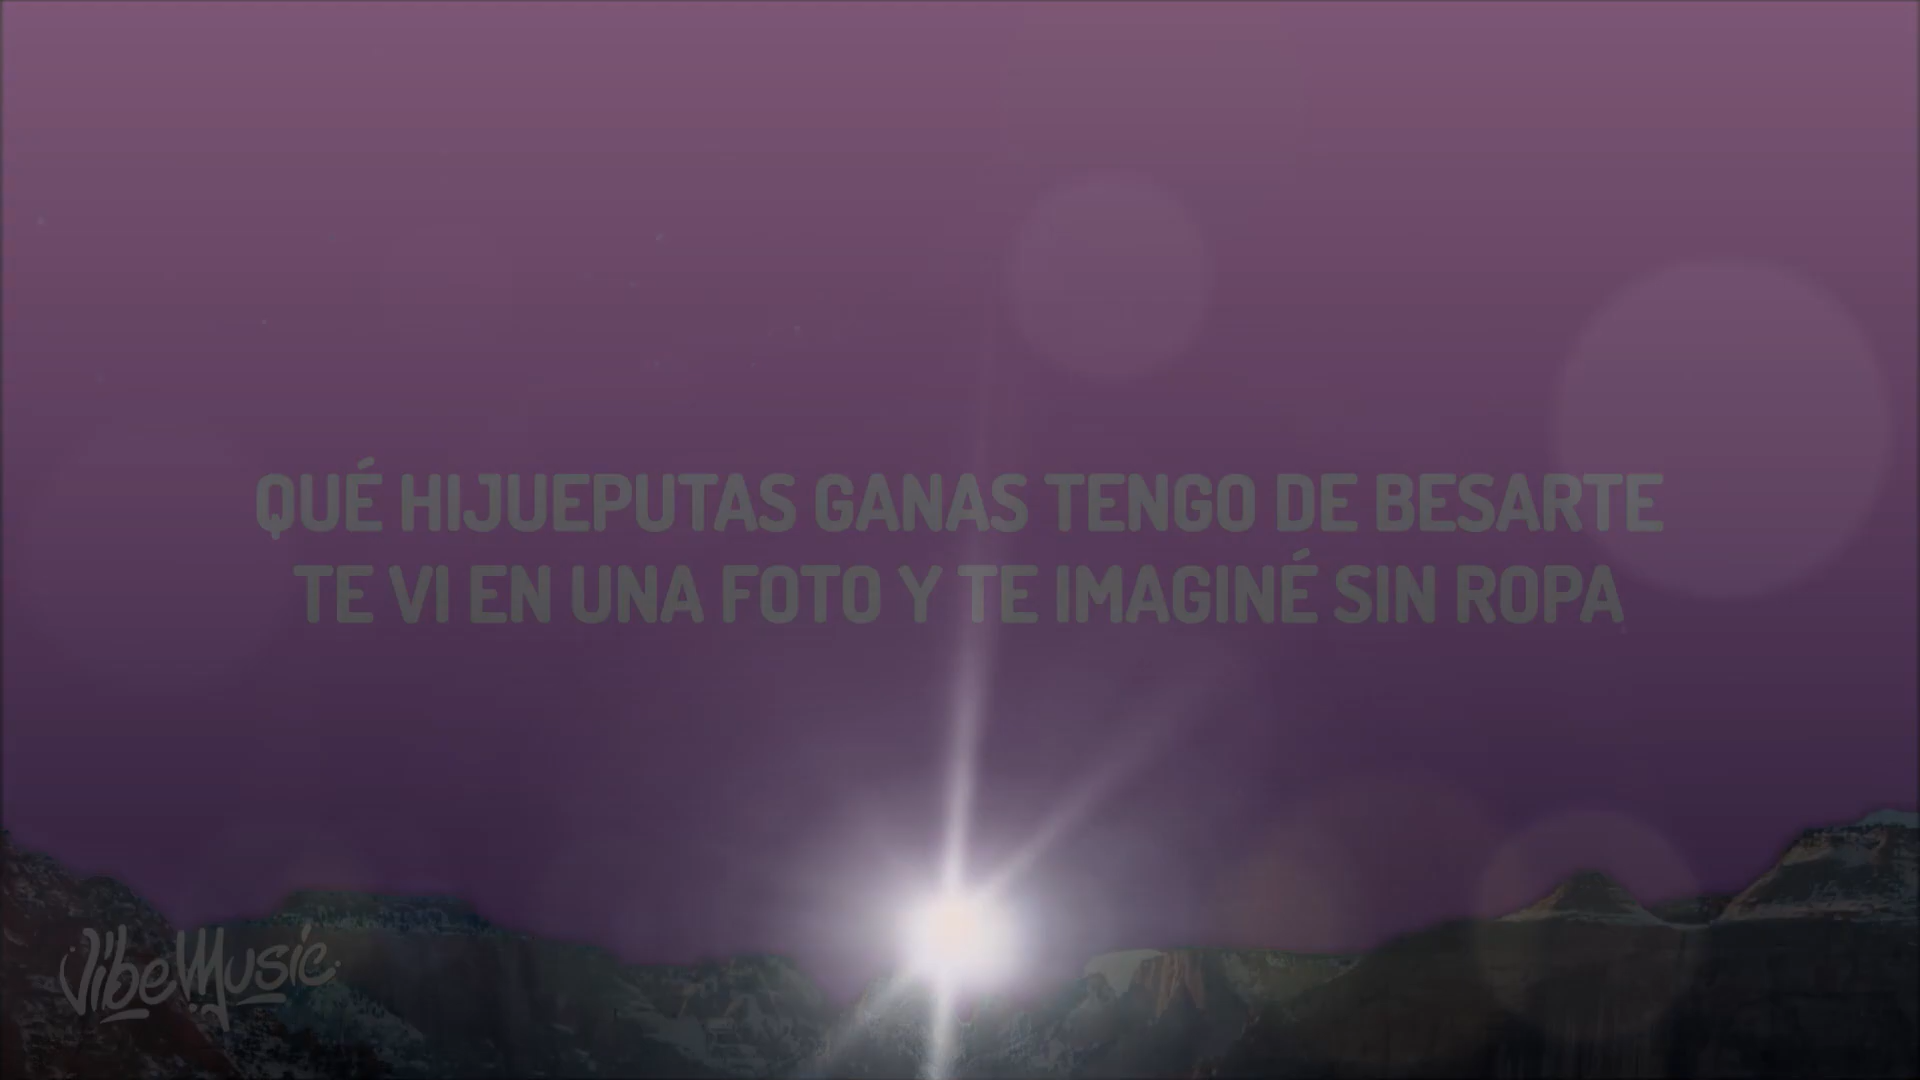 QUÉ HIJUEPUTAS GANAS TENGO DE BESARTE
TE VI EN UNA FOTO Y TE IMAGINÉ SIN ROPA
VibeMusic